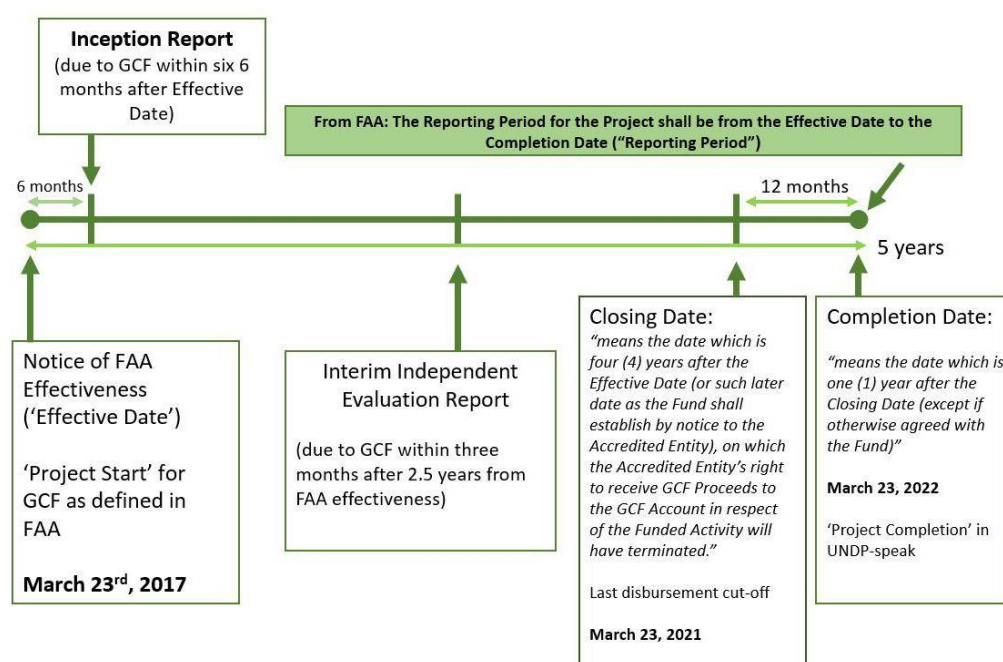 Inception Report
(due to GCF within six 6
months after Effective
Date)
From FAA: The Reporting Period for the Project shall be from the Effective Date to the
Completion Date (“Reporting Period”)
6 months
12 months
5 years
Notice of FAA
Effectiveness
(‘Effective Date’)
‘Project Start’ for
GCF as defined in
FAA
March 23rd, 2017
Interim Independent
Evaluation Report
(due to GCF within three
months after 2.5 years from
FAA effectiveness)
Closing Date:
“means the date which is
four (4) years after the
Effective Date (or such later
date as the Fund shall
establish by notice to the
Accredited Entity), on which
the Accredited Entity’s right
to receive GCF Proceeds to
the GCF Account in respect
of the Funded Activity will
have terminated.”
Last disbursement cut-off
March 23, 2021
Completion Date:
“means the date which is
one (1) year after the
Closing Date (except if
otherwise agreed with
the Fund)”
March 23, 2022
‘Project Completion’ in
UNDP-speak